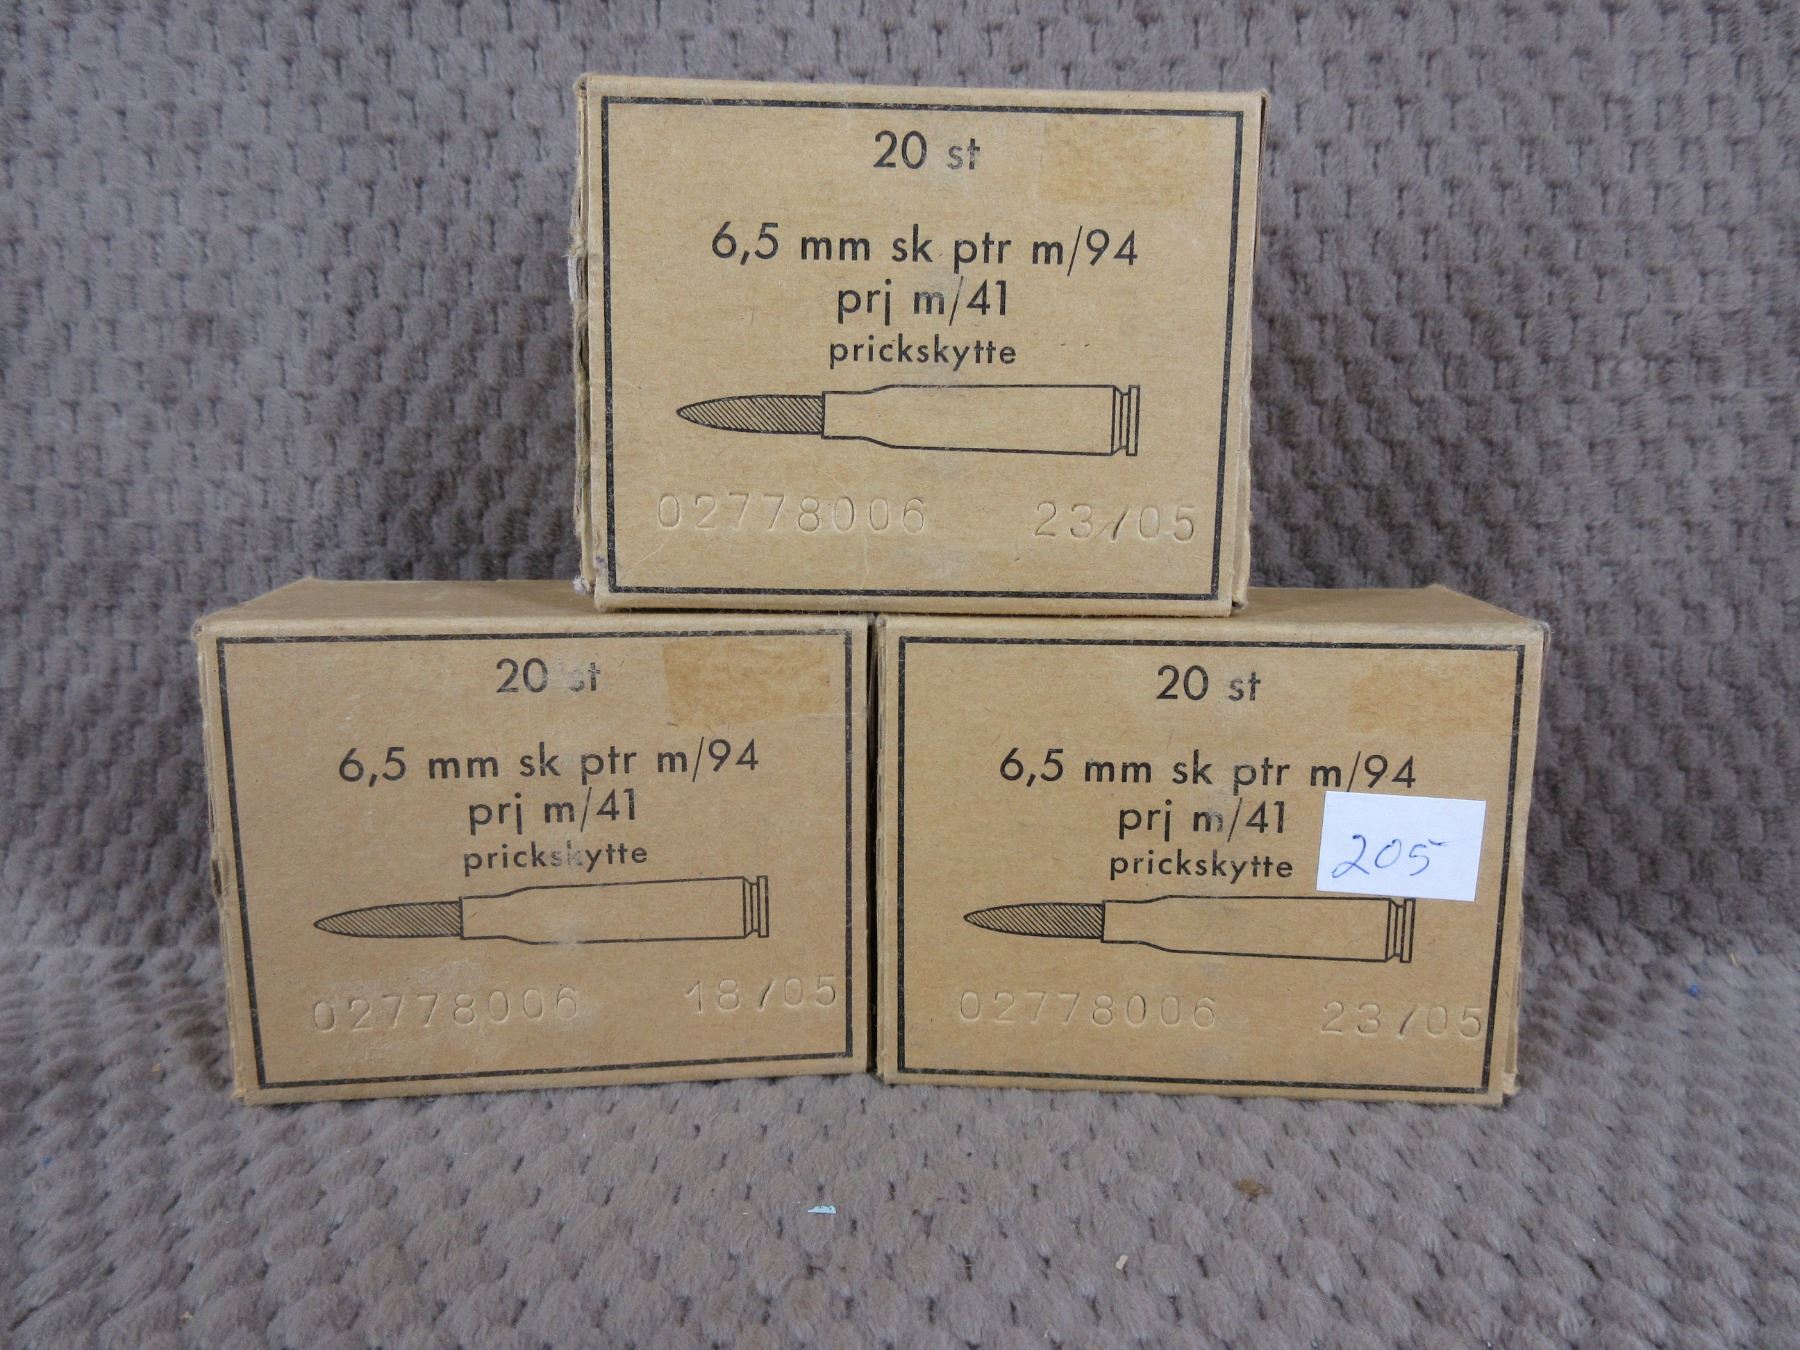 20 st
6,5 mm sk ptr m/94
prj m/41
prickskytte
02778006 23/05
20 st
6,5 mm sk ptr m/94
prj m/41
prickskytte
02778006 18/05
20 st
6,5 mm sk ptr m/94
prj m/41
205
prickskytte
02778006 23/05